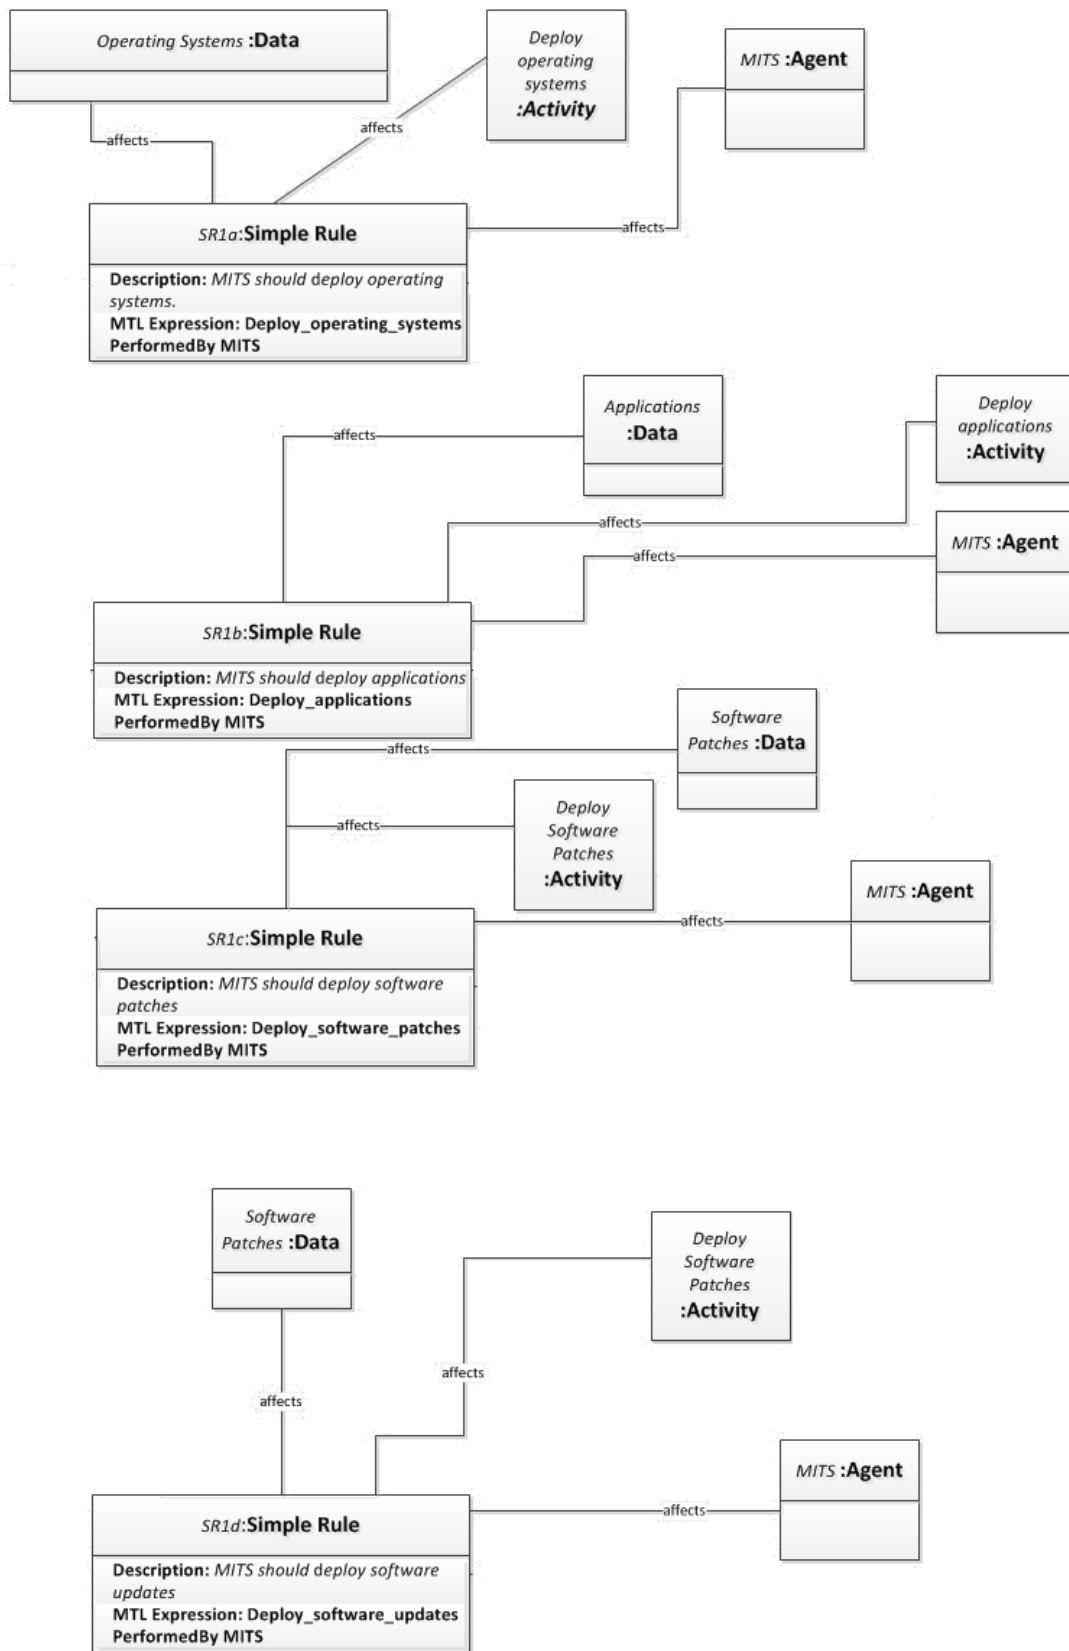 Operating Systems :Data
Deploy
operating
systems
:Activity
MITS :Agent
affects
affects
affects
SR1a:Simple Rule
Description: MITS should deploy operating
systems.
MTL Expression: Deploy_operating_systems
PerformedBy MITS
Applications
:Data
Deploy
applications
:Activity
affects
affects
MITS :Agent
affects
SR1b:Simple Rule
Description: MITS should deploy applications
MTL Expression: Deploy_applications
PerformedBy MITS
Software
Patches :Data
affects
Deploy
Software
Patches
:Activity
affects
MITS :Agent
affects
SR1c:Simple Rule
Description: MITS should deploy software
patches
MTL Expression: Deploy_software_patches
PerformedBy MITS
Software
Patches :Data
Deploy
Software
Patches
:Activity
affects
affects
MITS :Agent
affects
SR1d:Simple Rule
Description: MITS should deploy software
updates
MTL Expression: Deploy_software_updates
PerformedBy MITS